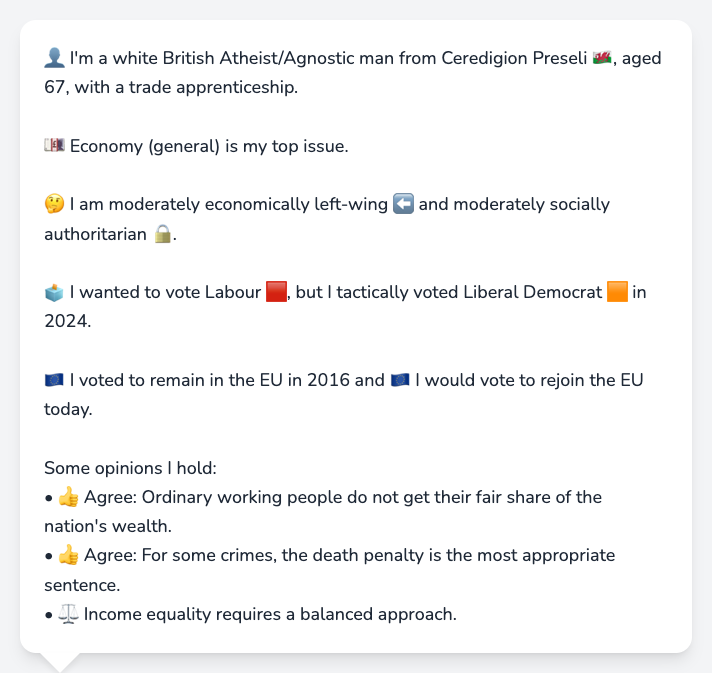 👤 I'm a white British Atheist/Agnostic man from Ceredigion Preseli 🏴󠁧󠁢󠁷󠁬󠁳󠁿, aged
67, with a trade apprenticeship.
💷 Economy (general) is my top issue.
🤔 I am moderately economically left-wing ⬅️ and moderately socially
authoritarian 🔒.
🗳️ I wanted to vote Labour 🟥, but I tactically voted Liberal Democrat 🟧 in
2024.
🇪🇺 I voted to remain in the EU in 2016 and 🇪🇺 I would vote to rejoin the EU
today.
Some opinions I hold:
• 👍 Agree: Ordinary working people do not get their fair share of the
nation's wealth.
• 👍 Agree: For some crimes, the death penalty is the most appropriate
sentence.
• ⚖️ Income equality requires a balanced approach.